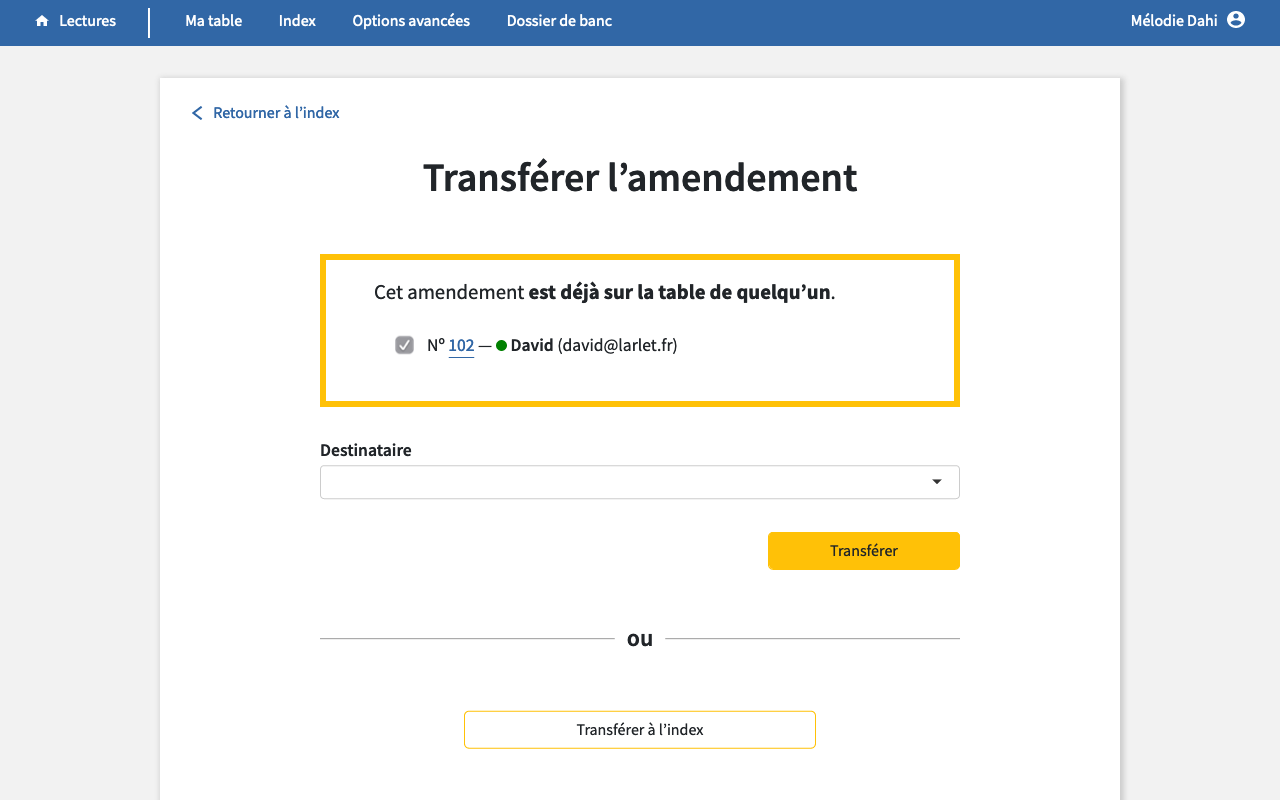 Lectures Ma table Index Options avancées Dossier de banc Mélodie Dahi
Retourner à l’index
Transférer l’amendement
Cet amendement est déjà sur la table de quelqu’un.
Nº 102 — David (david@larlet.fr)
Destinataire
Transférer
ou
Transférer à l’index